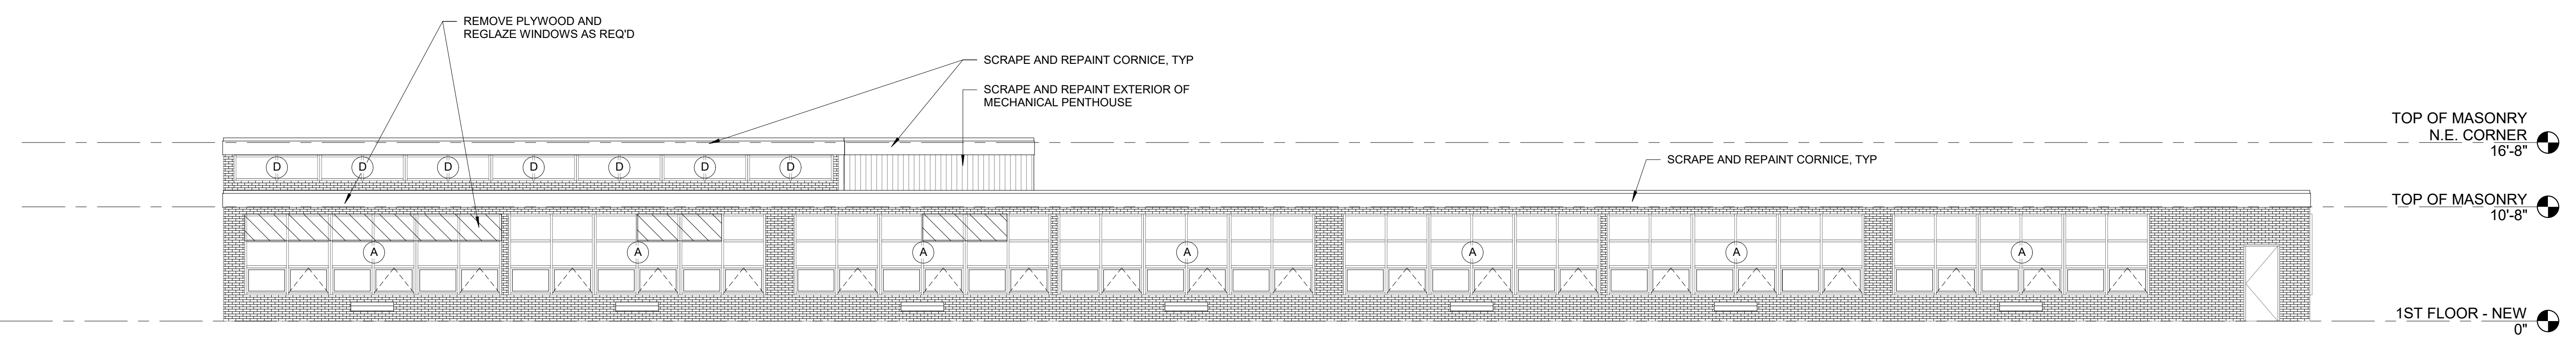 REMOVE PLYWOOD AND
REGLAZE WINDOWS AS REQ'D
SCRAPE AND REPAINT CORNICE, TYP
SCRAPE AND REPAINT EXTERIOR OF
MECHANICAL PENTHOUSE
TOP OF MASONRY
N.E. CORNER
16'-8"
SCRAPE AND REPAINT CORNICE, TYP
D D D D D D D
TOP OF MASONRY
10'-8"
A A A A A A A
1ST FLOOR - NEW
0"